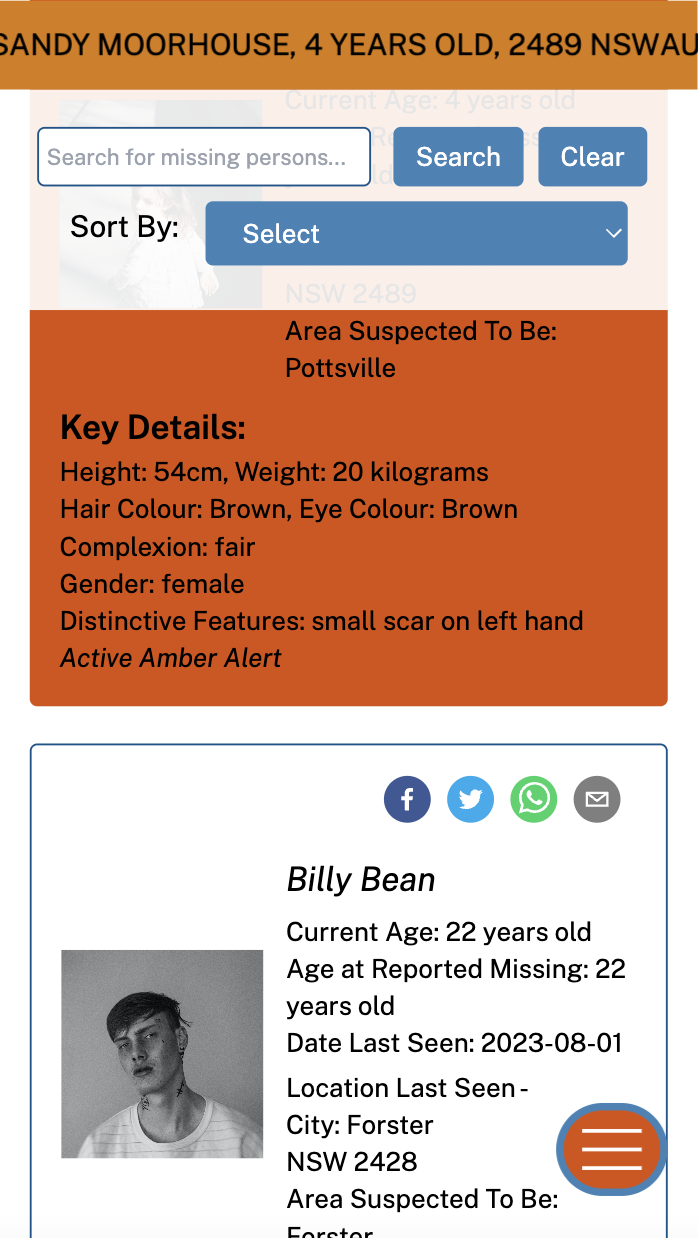 SANDY MOORHOUSE, 4 YEARS OLD, 2489 NSWAU
Current Age: 4 years old
Search for missing persons...
Search
Clear
Sort By:
Select
NSW 2489
Area Suspected To Be:
Pottsville
Key Details:
Height: 54cm, Weight: 20 kilograms
Hair Colour: Brown, Eye Colour: Brown
Complexion: fair
Gender: female
Distinctive Features: small scar on left hand
Active Amber Alert
Billy Bean
Current Age: 22 years old
Age at Reported Missing: 22
years old
Date Last Seen: 2023-08-01
Location Last Seen -
City: Forster
NSW 2428
Area Suspected To Be:
Forster